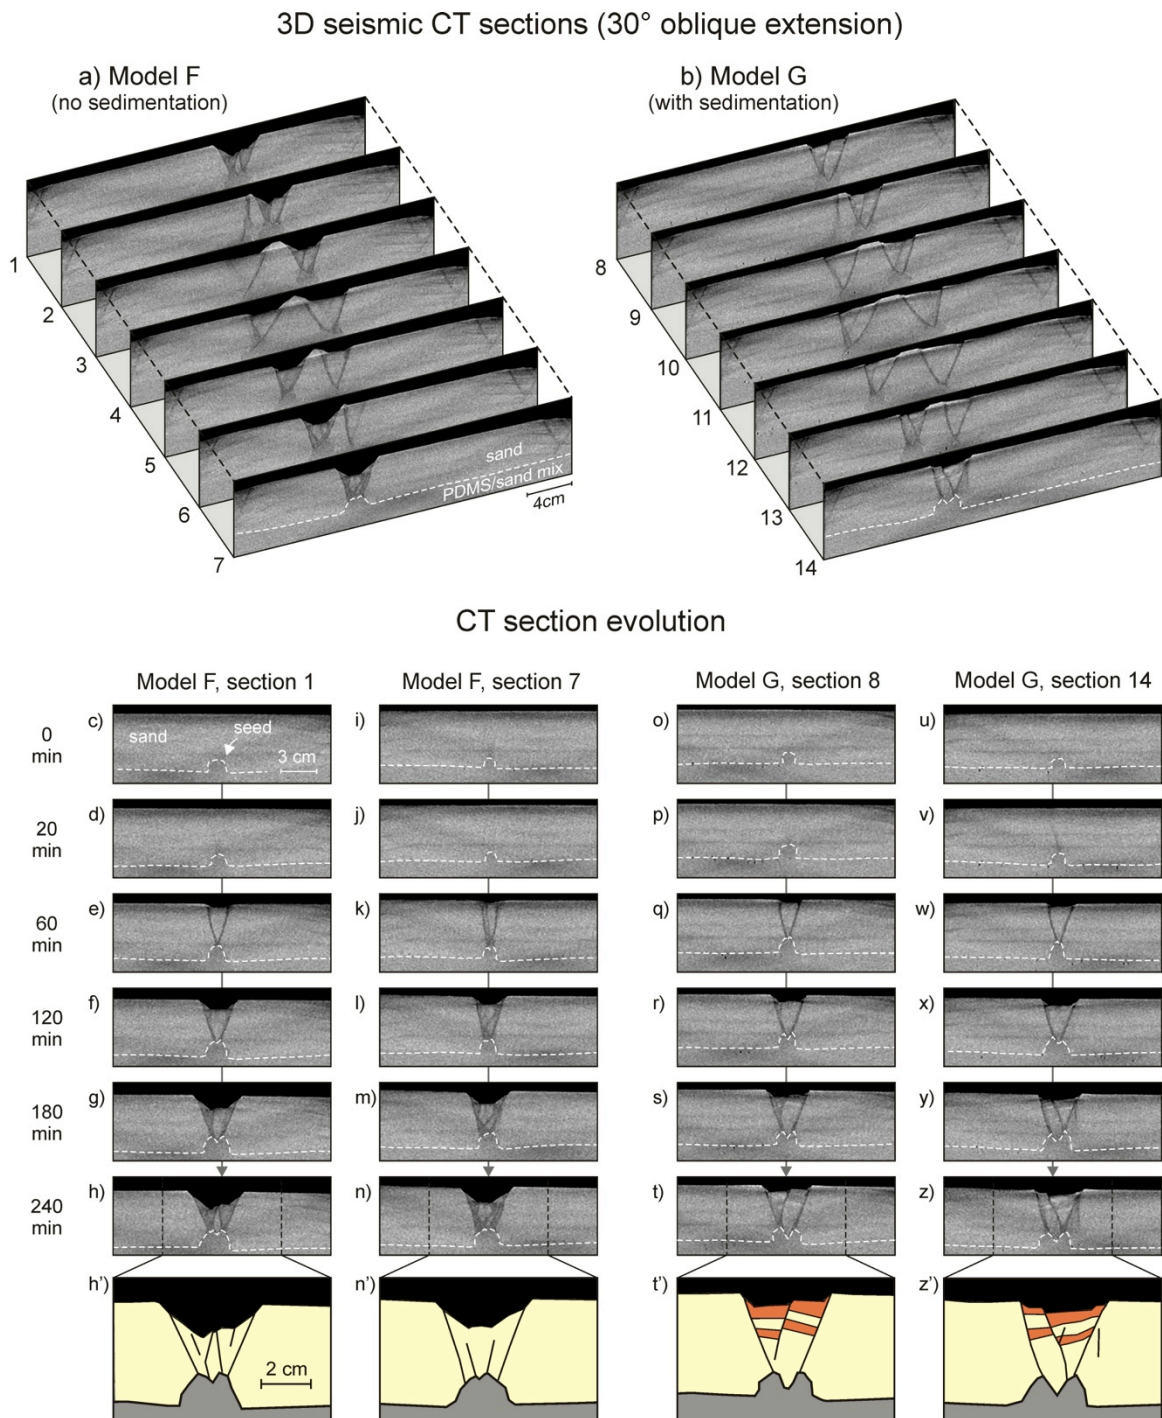 3D seismic CT sections (30° oblique extension)
a) Model F
(no sedimentation)
b) Model G
(with sedimentation)
1
2
3
4
5
6
7
sand
PDMS/sand mix
4cm
8
9
10
11
12
13
14
CT section evolution
Model F, section 1
Model F, section 7
Model G, section 8
Model G, section 14
0
min
c)
sand
seed
3 cm
i)
o)
u)
20
min
d)
j)
p)
v)
60
min
e)
k)
q)
w)
120
min
f)
l)
r)
x)
180
min
g)
m)
s)
y)
240
min
h)
n)
t)
z)
h')
2 cm
n')
t')
z')